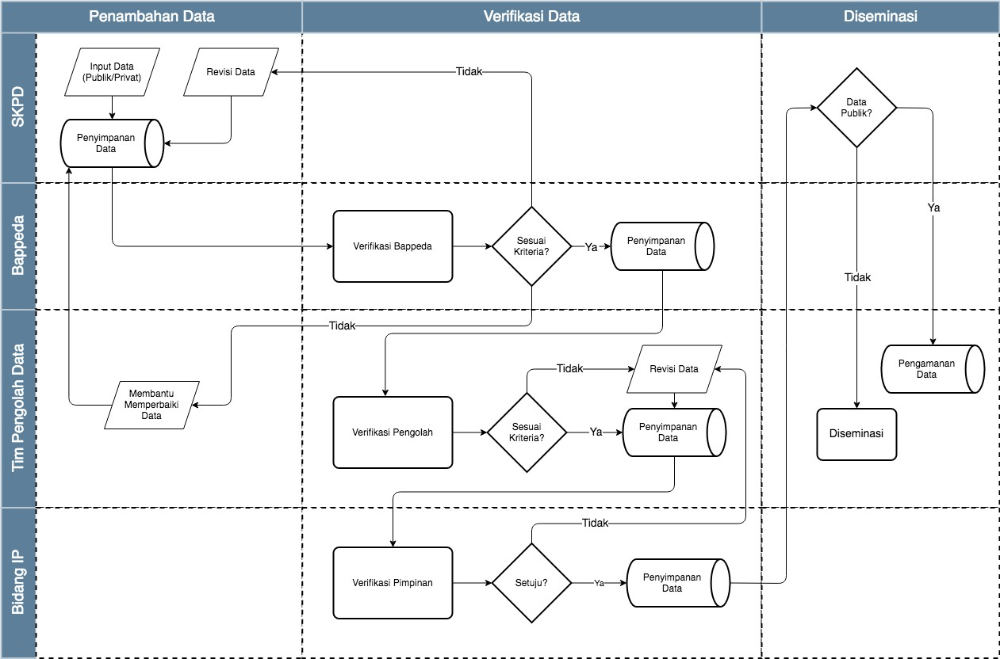 Penambahan Data
Verifikasi Data
Diseminasi
SKPD
Input Data
(Publik/Privat)
Revisi Data
Tidak
Penyimpanan
Data
Data
Publik?
Ya
Tidak
Bappeda
Verifikasi Bappeda
Sesuai
Kriteria?
Ya
Penyimpanan
Data
Tim Pengolah Data
Tidak
Membantu
Memperbaiki
Data
Verifikasi Pengolah
Sesuai
Kriteria?
Tidak
Ya
Revisi Data
Penyimpanan
Data
Pengamanan
Data
Diseminasi
Bidang IP
Verifikasi Pimpinan
Setuju?
Tidak
Ya
Penyimpanan
Data